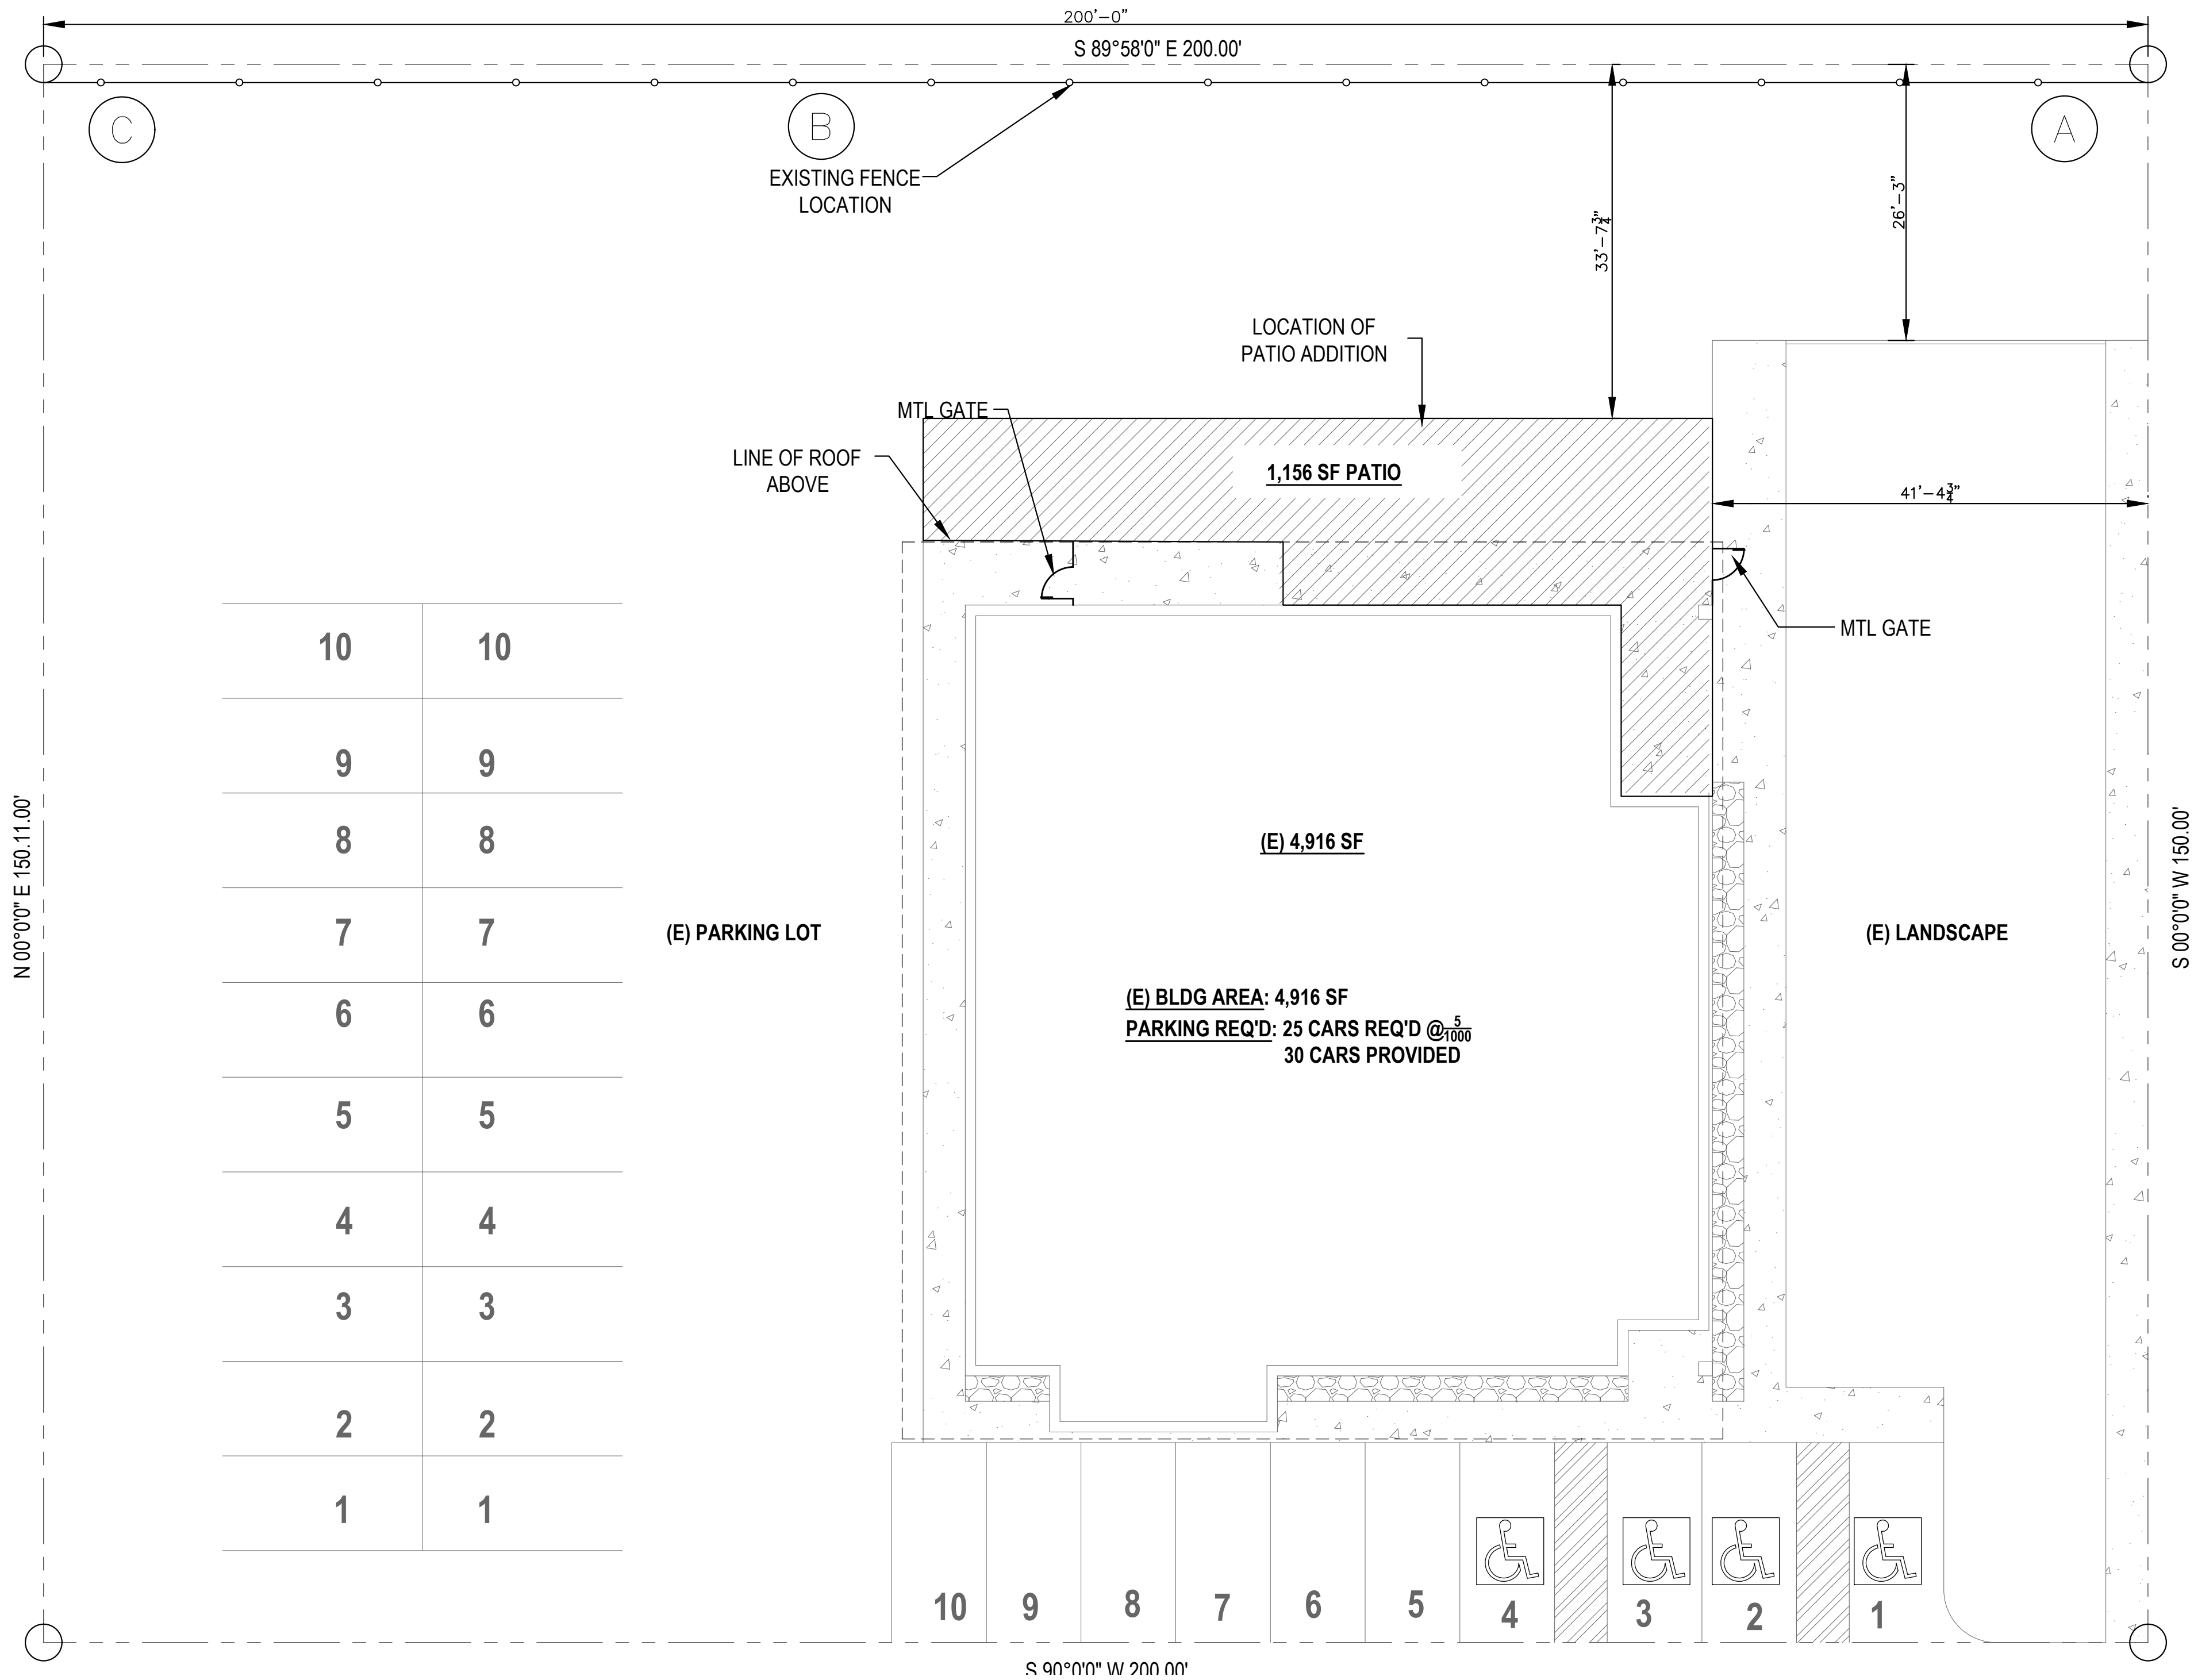 200'-0"
S 89°58'0" E 200.00'
C
B
A
EXISTING FENCE
LOCATION
33'-7¾"
26'-3"
LOCATION OF
PATIO ADDITION
MTL GATE
LINE OF ROOF
ABOVE
1,156 SF PATIO
41'-4¾"
MTL GATE
10 10
9 9
8 8
7 7
6 6
5 5
4 4
3 3
2 2
1 1
N 00°0'0" E 150.11.00'
(E) PARKING LOT
(E) 4,916 SF
(E) BLDG AREA: 4,916 SF
PARKING REQ'D: 25 CARS REQ'D @ 5/1000
30 CARS PROVIDED
(E) LANDSCAPE
S 00°0'0" W 150.00'
10 9 8 7 6 5 4 3 2 1
S 90°0'0" W 200.00'